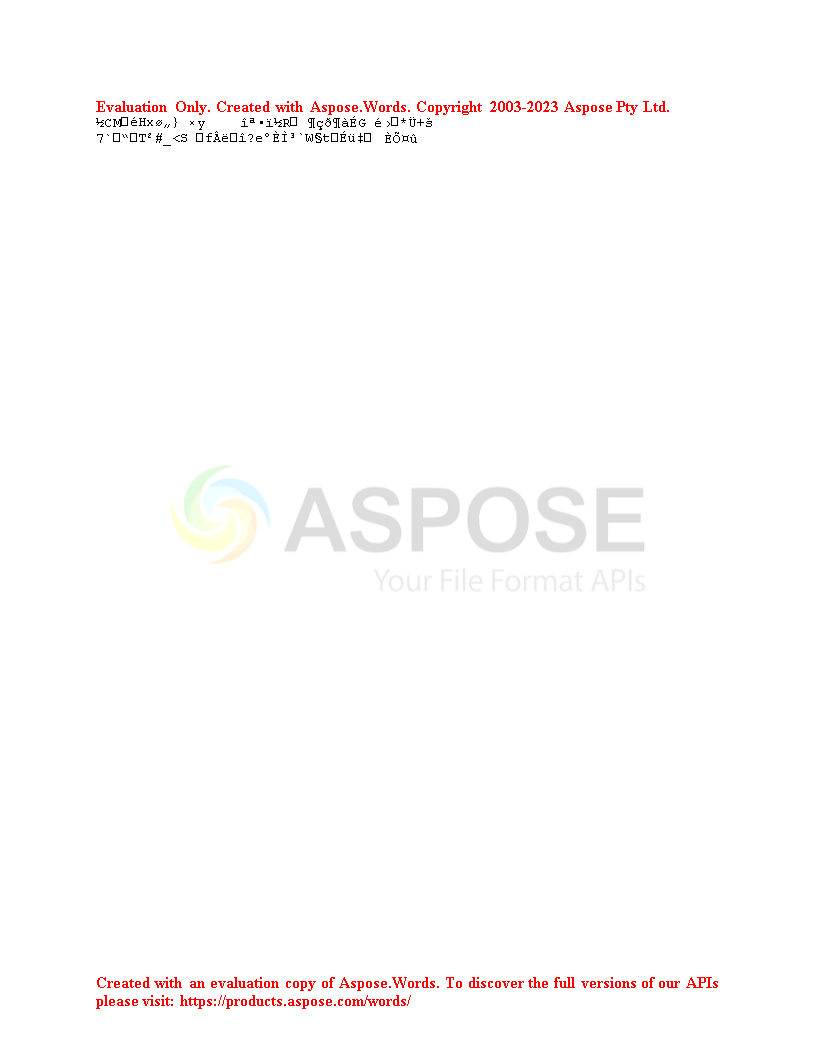 Evaluation Only. Created with Aspose.Words. Copyright 2003-2023 Aspose Pty Ltd.
½CM□éHxø„} ×y îª•ï½R□ ¶çð¶àÉG é›□*Ü+š
7`□“□T²#_<S □fÅë□î?eºÈÌ³`W§t□Éü‡□ ÈÕ¤û
ASPOSE
Your File Format APIs
Created with an evaluation copy of Aspose.Words. To discover the full versions of our APIs
please visit: https://products.aspose.com/words/